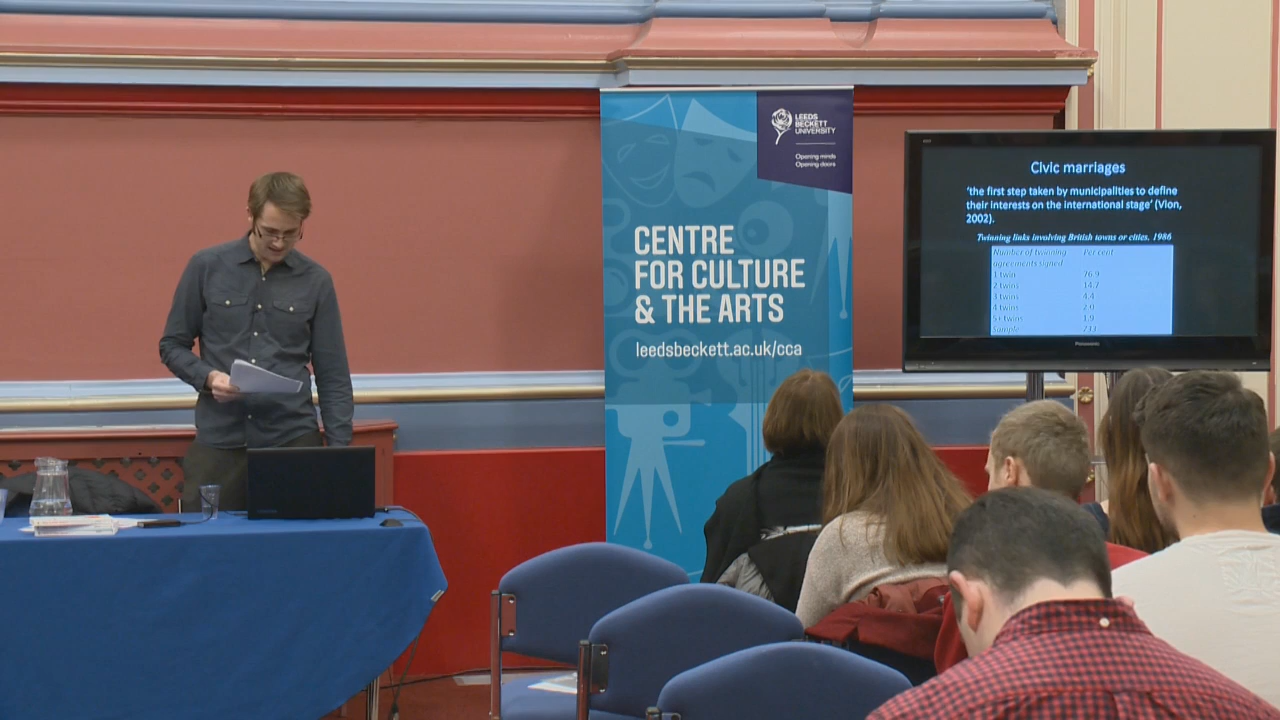 LEEDS
BECKETT
UNIVERSITY
Opening minds
Opening doors
CENTRE
FOR CULTURE
& THE ARTS
leedsbeckett.ac.uk/cca
Civic marriages
'the first step taken by municipalities to define
their interests on the international stage' (Vion,
2002).
Twinning links involving British towns or cities, 1986
Number of twinning Per cent
agreements signed
1 twin 76.9
2 twins 14.7
3 twins 4.4
4 twins 2.0
5+ twins 1.9
Sample 233
Panasonic